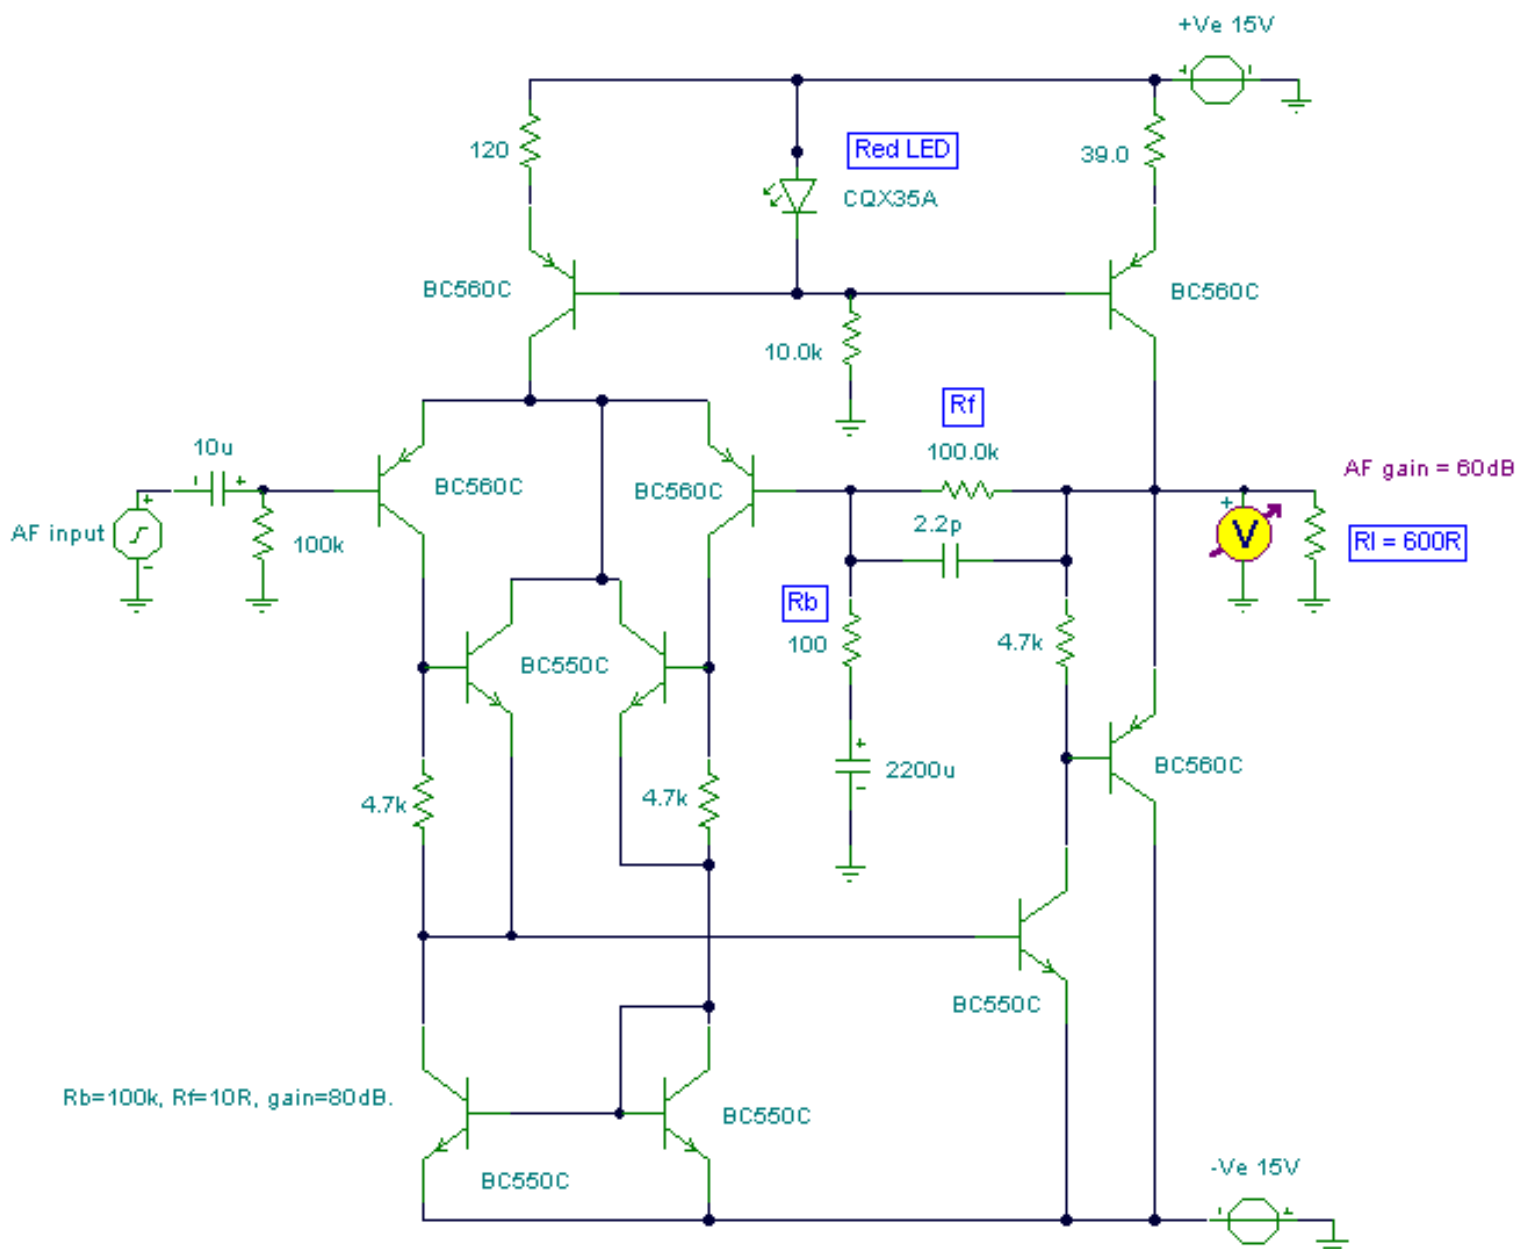 +Ve 15V
120
Red LED
39.0
CQX35A
BC560C
BC560C
10.0k
Rf
10u
100.0k
AF gain = 60dB
BC560C
BC560C
2.2p
AF input
100k
V
Rl = 600R
Rb
100
4.7k
BC550C
BC560C
2200u
4.7k
4.7k
BC550C
Rb=100k, Rf=10R, gain=80dB.
BC550C
BC550C
-Ve 15V